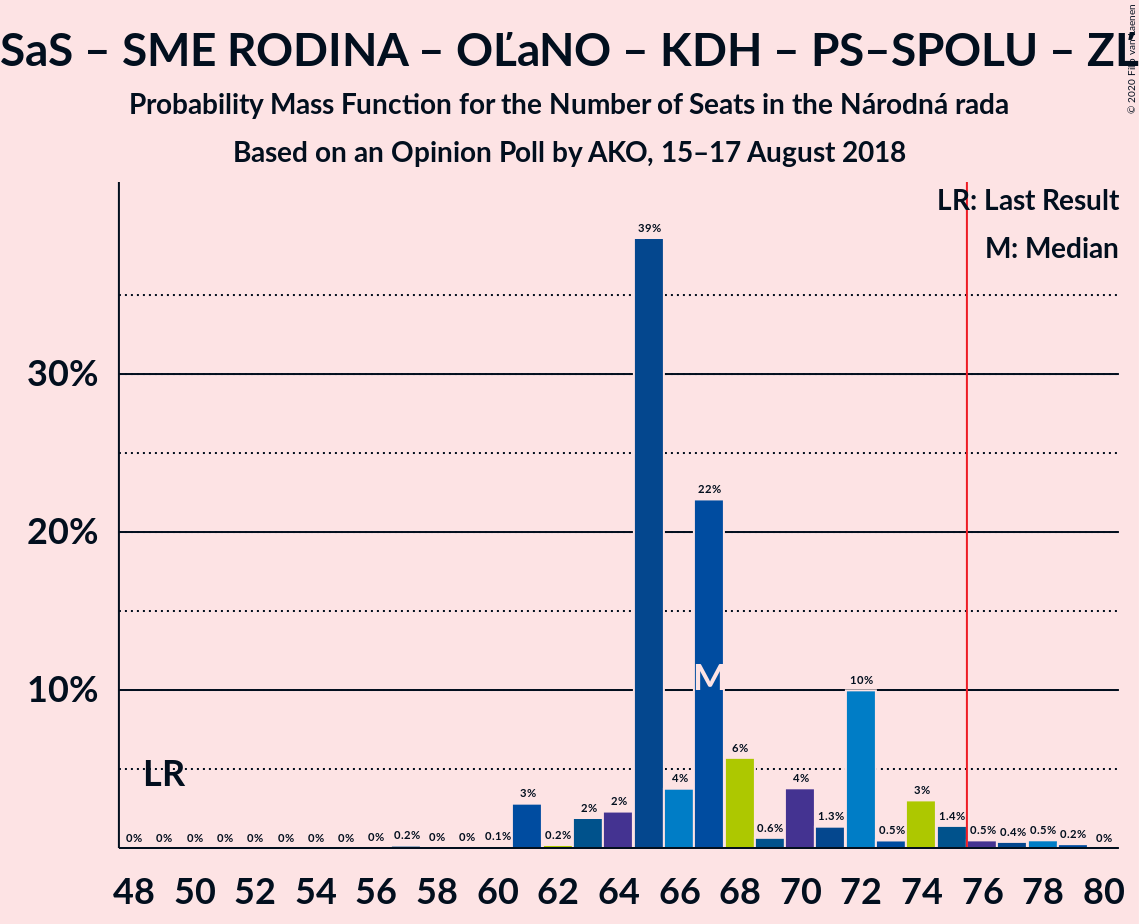 SaS – SME RODINA – OĽaNO – KDH – PS–SPOLU – ZĽ
Probability Mass Function for the Number of Seats in the Národná rada
Based on an Opinion Poll by AKO, 15–17 August 2018
© 2020 Filip van Laenen
LR: Last Result
M: Median
39%
30%
22%
20%
M
10%
10%
6%
LR
4%
4%
3%
3%
2%
2%
1.3%
1.4%
0% 0% 0% 0% 0% 0% 0% 0% 0% 0.2% 0% 0% 0.1% 0.2% 0.6% 0.5% 0.5% 0.4% 0.5% 0.2% 0%
48 50 52 54 56 58 60 62 64 66 68 70 72 74 76 78 80